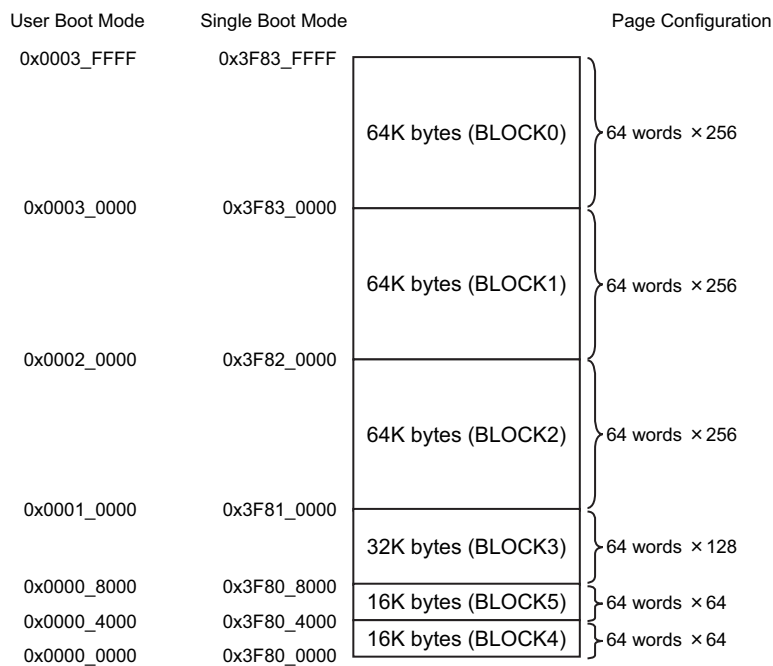 User Boot Mode Single Boot Mode Page Configuration
0x0003_FFFF 0x3F83_FFFF
64K bytes (BLOCK0) 64 words ×256
0x0003_0000 0x3F83_0000
64K bytes (BLOCK1) 64 words ×256
0x0002_0000 0x3F82_0000
64K bytes (BLOCK2) 64 words ×256
0x0001_0000 0x3F81_0000
32K bytes (BLOCK3) 64 words ×128
0x0000_8000 0x3F80_8000
16K bytes (BLOCK5) 64 words ×64
0x0000_4000 0x3F80_4000
16K bytes (BLOCK4) 64 words ×64
0x0000_0000 0x3F80_0000